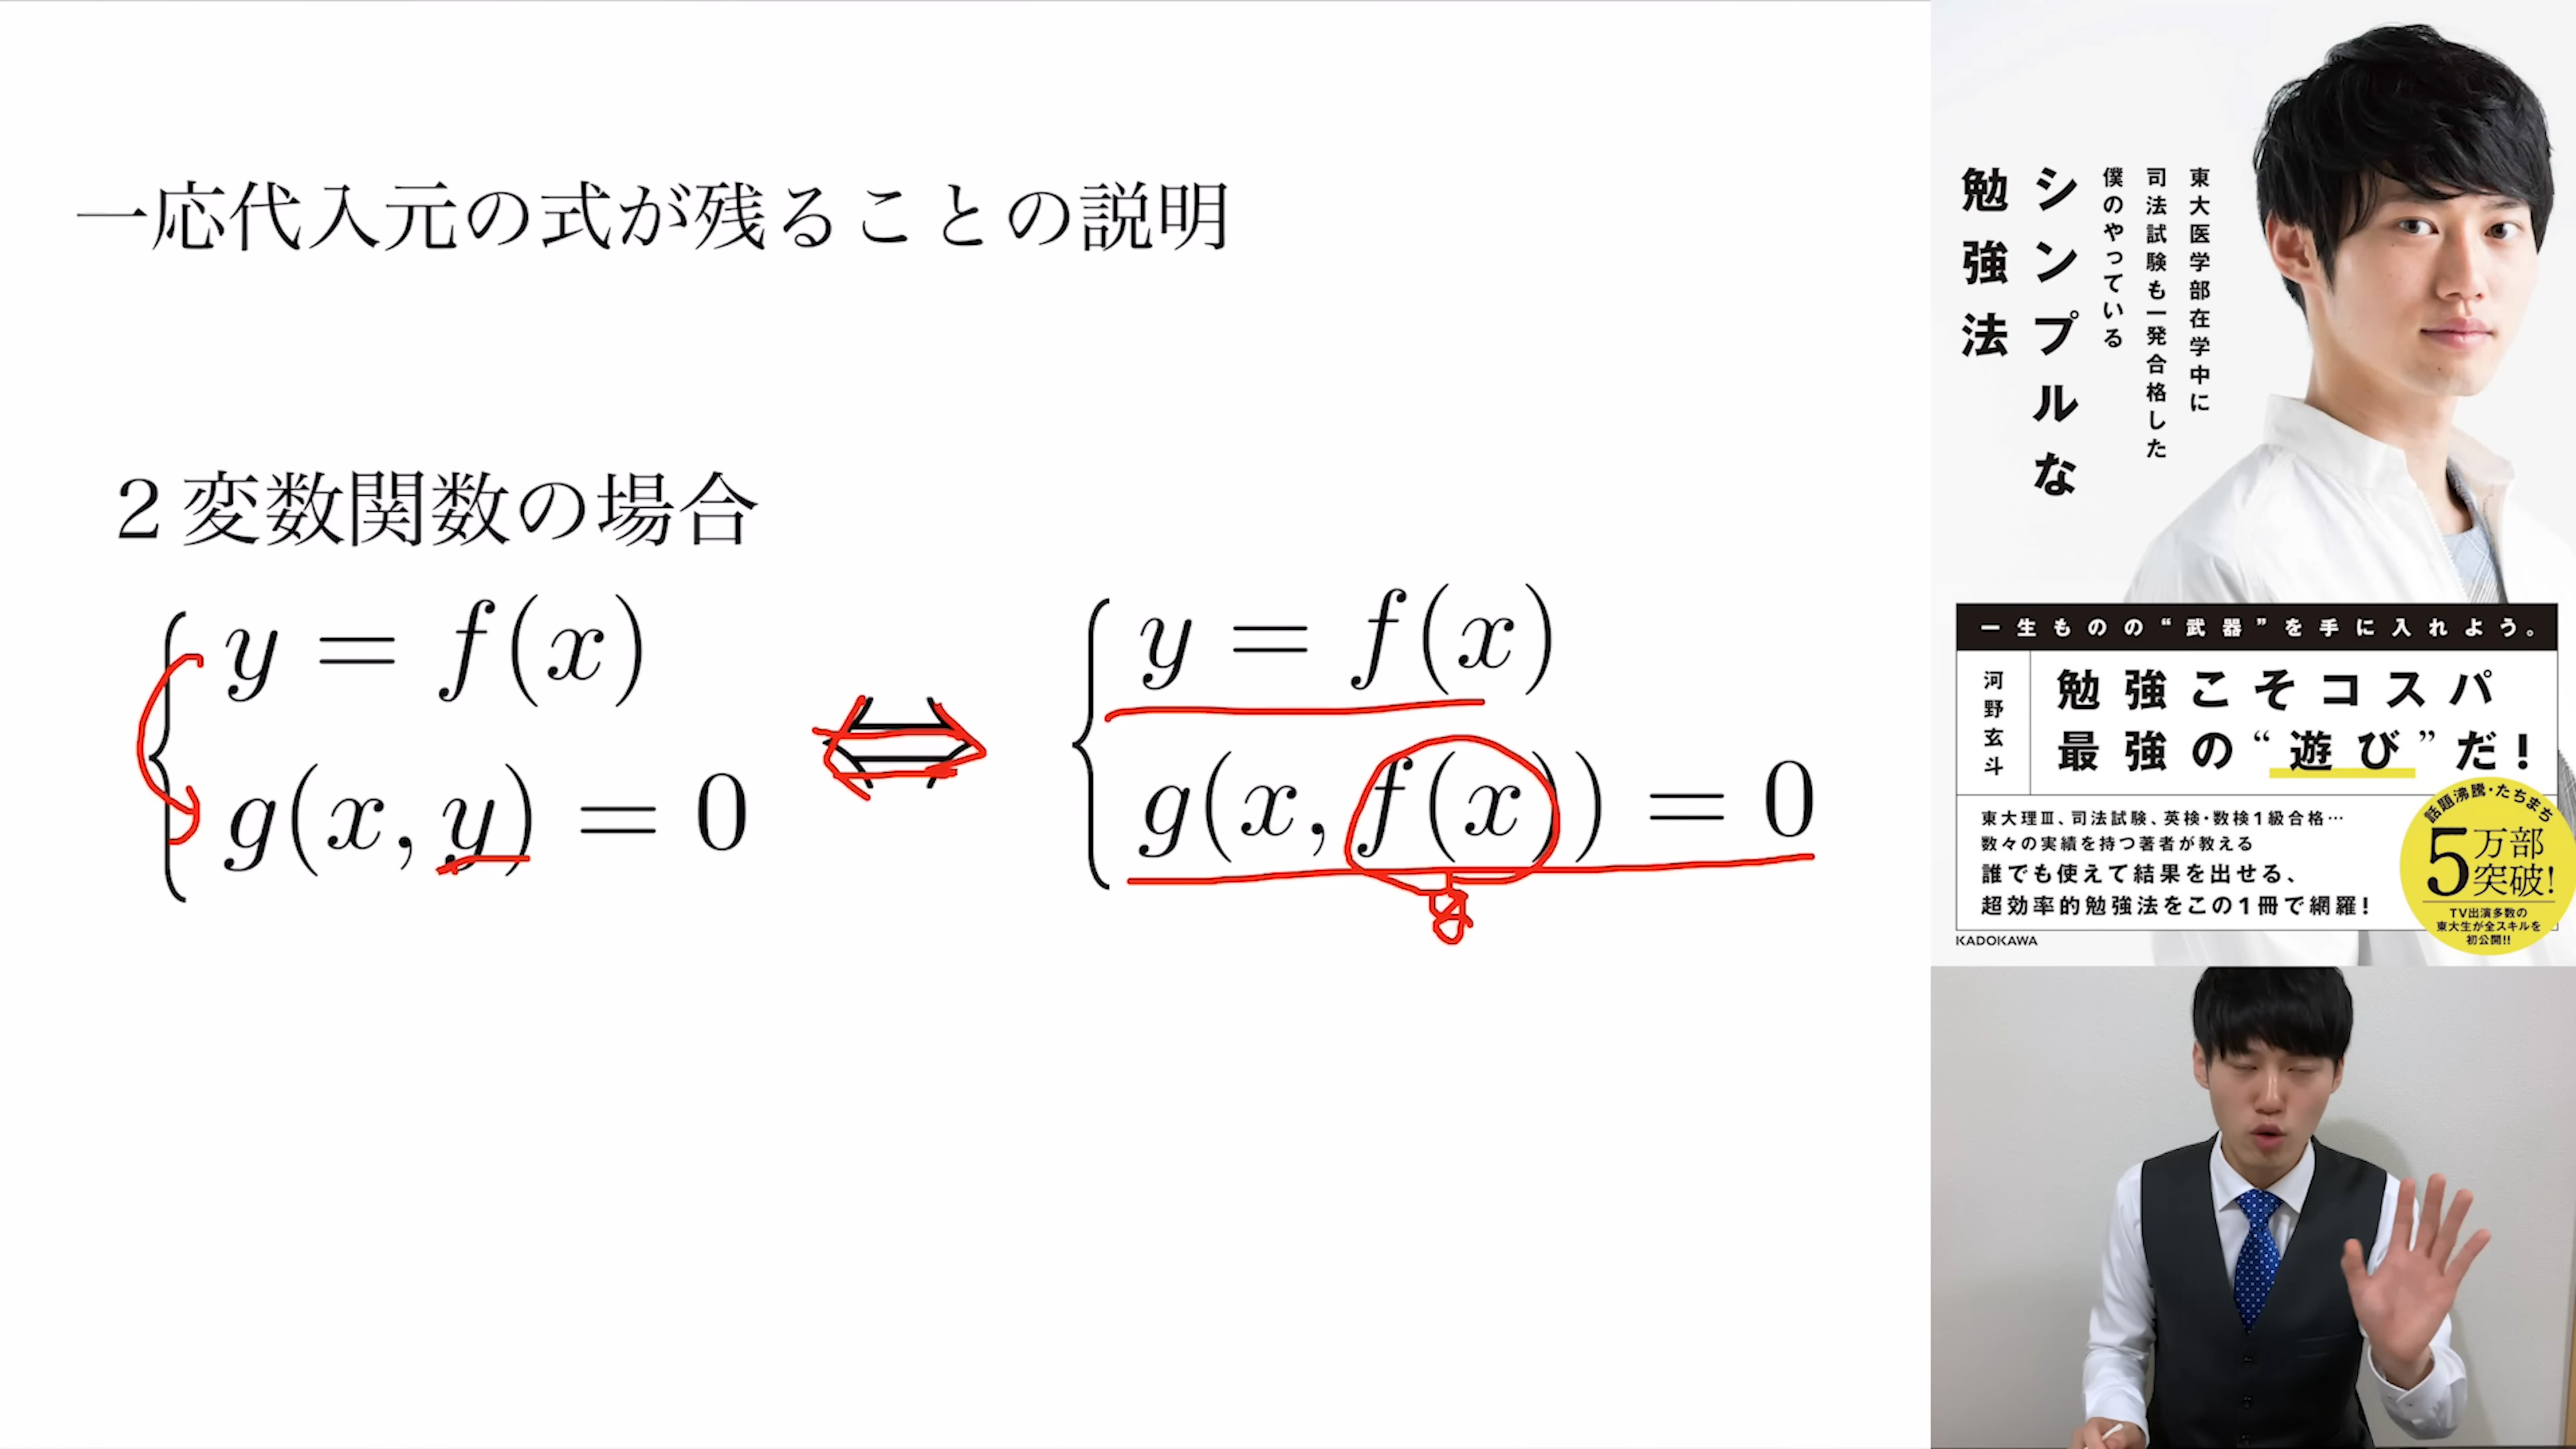 一応代入元の式が残ることの説明
2変数関数の場合
y = f(x)
g(x, y) = 0
⇔
y = f(x)
g(x, f(x)) = 0
東大医学部在学中に
司法試験も一発合格した
僕のやっている
シンプルな
勉強法
一生ものの“武器”を手に入れよう。
河野玄斗
勉強こそコスパ
最強の“遊び”だ!
東大理Ⅲ、司法試験、英検・数検1級合格…
数々の実績を持つ著者が教える
誰でも使えて結果を出せる、
超効率的勉強法をこの1冊で網羅!
KADOKAWA
話題沸騰・たちまち
5万部
突破!
TV出演多数の
東大生が全スキルを
初公開!!